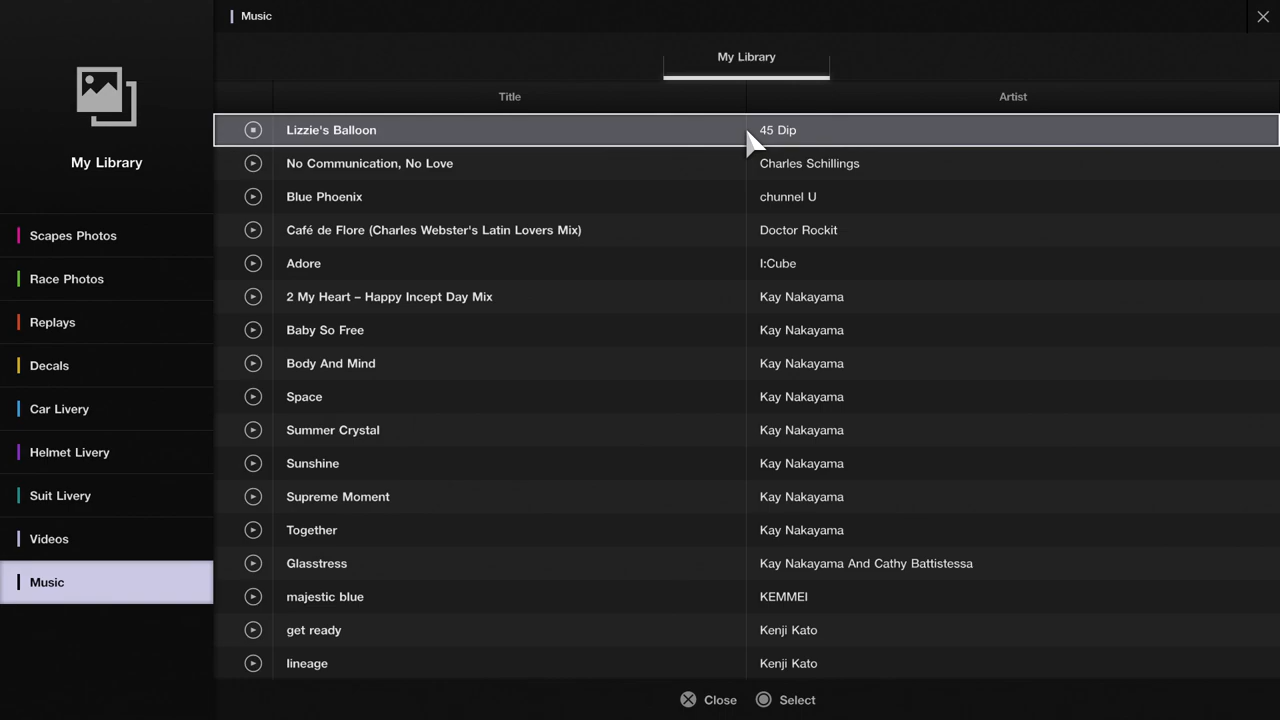 Music
My Library
My Library
Scapes Photos
Race Photos
Replays
Decals
Car Livery
Helmet Livery
Suit Livery
Videos
Music
Title Artist
Lizzie's Balloon 45 Dip
No Communication, No Love Charles Schillings
Blue Phoenix chunnel U
Café de Flore (Charles Webster's Latin Lovers Mix) Doctor Rockit
Adore I:Cube
2 My Heart – Happy Incept Day Mix Kay Nakayama
Baby So Free Kay Nakayama
Body And Mind Kay Nakayama
Space Kay Nakayama
Summer Crystal Kay Nakayama
Sunshine Kay Nakayama
Supreme Moment Kay Nakayama
Together Kay Nakayama
Glasstress Kay Nakayama And Cathy Battistessa
majestic blue KEMMEI
get ready Kenji Kato
lineage Kenji Kato
Close Select